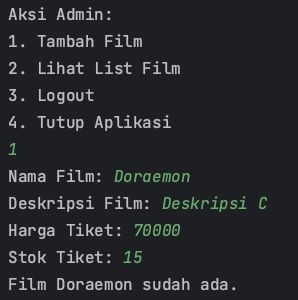 Aksi Admin:
1. Tambah Film
2. Lihat List Film
3. Logout
4. Tutup Aplikasi
1
Nama Film: Doraemon
Deskripsi Film: Deskripsi C
Harga Tiket: 70000
Stok Tiket: 15
Film Doraemon sudah ada.